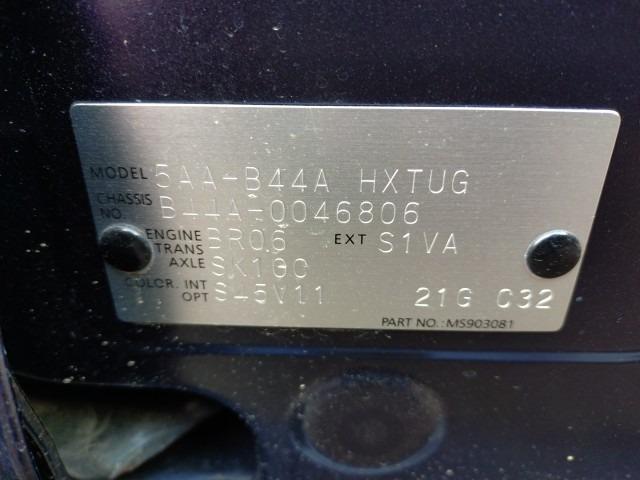 MODEL 5AA-B44A HXTUG
CHASSIS NO. B44A-0046806
ENGINE BR06 EXT S1VA
TRANS AXLE SK1GC
COLOR. INT OPT S45V11 21G C32
PART NO.: MS903081